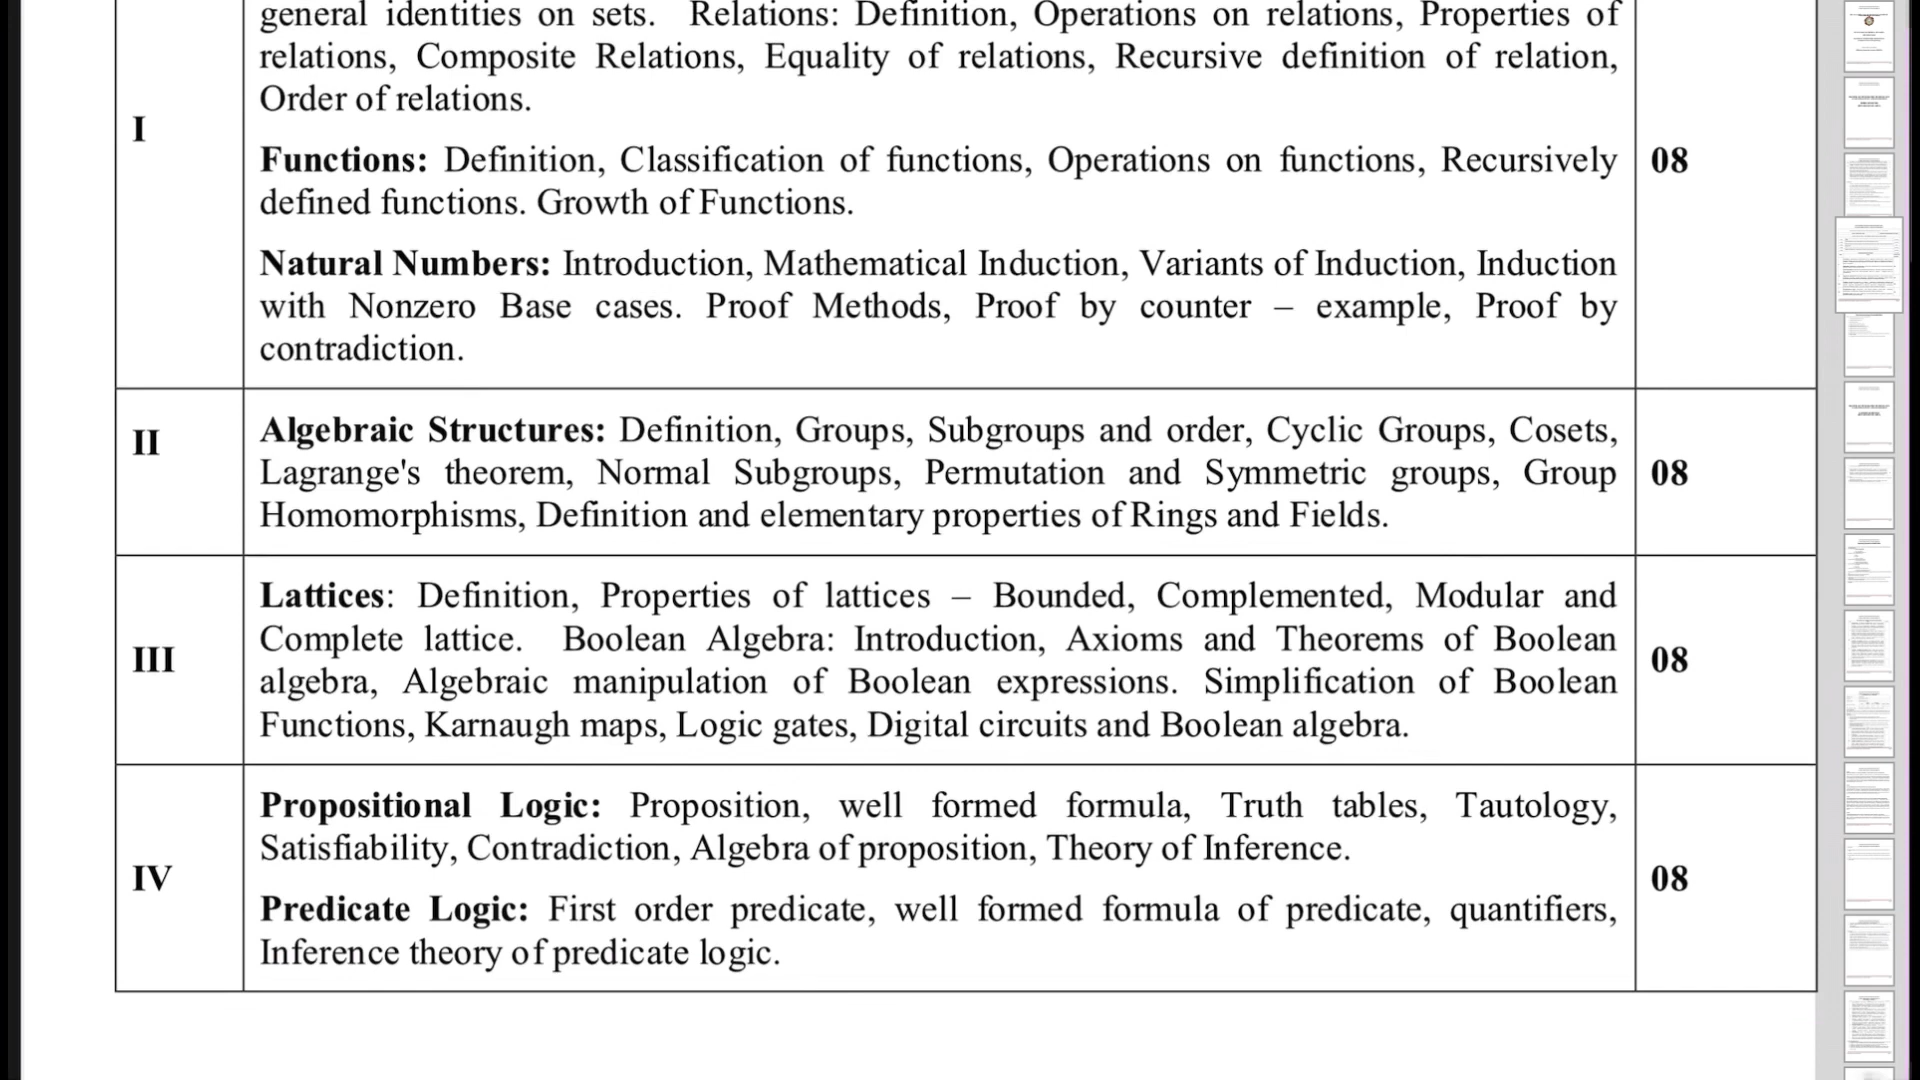 general identities on sets. Relations: Definition, Operations on relations, Properties of
relations, Composite Relations, Equality of relations, Recursive definition of relation,
Order of relations.
I
Functions: Definition, Classification of functions, Operations on functions, Recursively
defined functions. Growth of Functions.
08
Natural Numbers: Introduction, Mathematical Induction, Variants of Induction, Induction
with Nonzero Base cases. Proof Methods, Proof by counter – example, Proof by
contradiction.
II
Algebraic Structures: Definition, Groups, Subgroups and order, Cyclic Groups, Cosets,
Lagrange's theorem, Normal Subgroups, Permutation and Symmetric groups, Group
Homomorphisms, Definition and elementary properties of Rings and Fields.
08
III
Lattices: Definition, Properties of lattices – Bounded, Complemented, Modular and
Complete lattice. Boolean Algebra: Introduction, Axioms and Theorems of Boolean
algebra, Algebraic manipulation of Boolean expressions. Simplification of Boolean
Functions, Karnaugh maps, Logic gates, Digital circuits and Boolean algebra.
08
IV
Propositional Logic: Proposition, well formed formula, Truth tables, Tautology,
Satisfiability, Contradiction, Algebra of proposition, Theory of Inference.
08
Predicate Logic: First order predicate, well formed formula of predicate, quantifiers,
Inference theory of predicate logic.